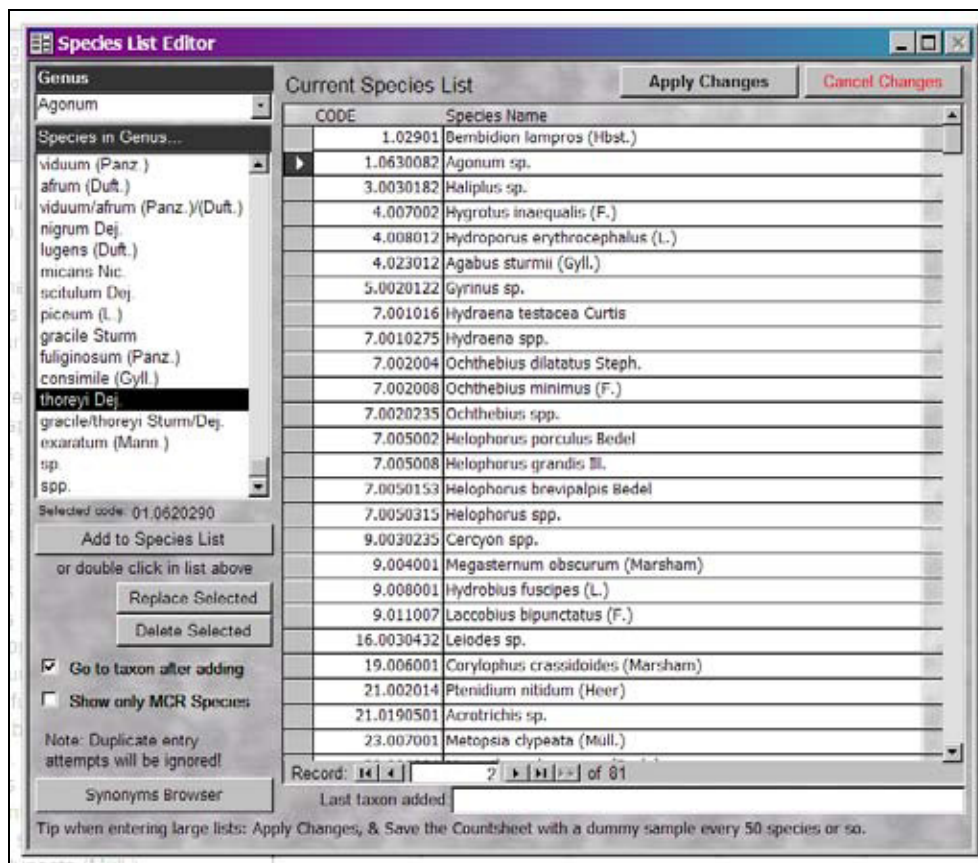 Species List Editor
Genus
Agonum
Species in Genus...
viduum (Panz.)
afrum (Duft.)
viduum/afrum (Panz.)/(Duft.)
nigrum Dej.
lugens (Duft.)
micans Nic.
scitulum Dej.
piceum (L.)
gracile Sturm
fuliginosum (Panz.)
consimile (Gyll.)
thoreyi Dej.
gracile/thoreyi Sturm/Dej.
exaratum (Mann.)
sp.
spp.
Selected code: 01.0620290
Add to Species List
or double click in list above
Replace Selected
Delete Selected
Go to taxon after adding
Show only MCR Species
Note: Duplicate entry
attempts will be ignored!
Synonyms Browser
Current Species List
Apply Changes
Cancel Changes
CODE Species Name
1.02901 Bembidion lampros (Hbst.)
1.0630082 Agonum sp.
3.0030182 Haliplus sp.
4.007002 Hygrotus inaequalis (F.)
4.008012 Hydroporus erythrocephalus (L.)
4.023012 Agabus sturmii (Gyll.)
5.0020122 Gyrinus sp.
7.001016 Hydraena testacea Curtis
7.0010275 Hydraena spp.
7.002004 Ochthebius dilatatus Steph.
7.002008 Ochthebius minimus (F.)
7.0020235 Ochthebius spp.
7.005002 Helophorus porculus Bedel
7.005008 Helophorus grandis Ill.
7.0050153 Helophorus brevipalpis Bedel
7.0050315 Helophorus spp.
9.0030235 Cercyon spp.
9.004001 Megasternum obscurum (Marsham)
9.008001 Hydrobius fuscipes (L.)
9.011007 Laccobius bipunctatus (F.)
16.0030432 Leiodes sp.
19.006001 Corylophus crassidoides (Marsham)
21.002014 Ptenidium nitidum (Heer)
21.0190501 Acrotrichis sp.
23.007001 Metopsia clypeata (Müll.)
Record: 2 of 81
Last taxon added
Tip when entering large lists: Apply Changes, & Save the Countsheet with a dummy sample every 50 species or so.